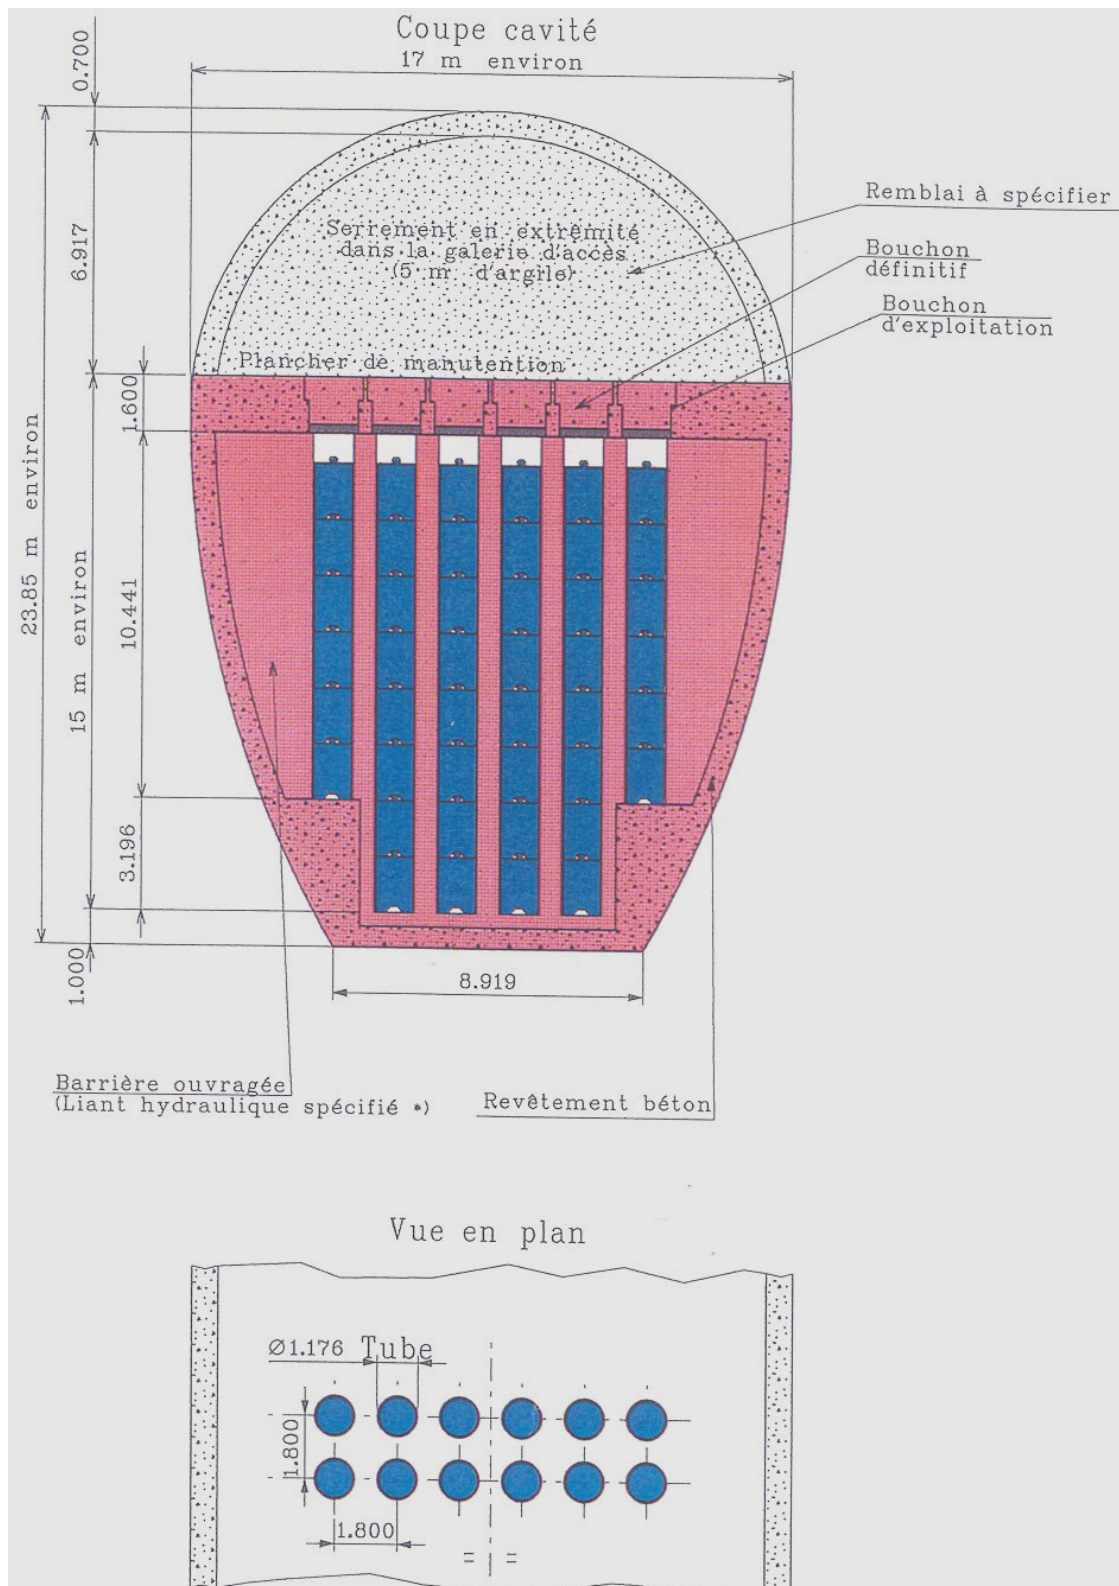 Coupe cavité
17 m environ
0.700
6.917
Remblai à spécifier
Serrement en extrémité
dans la galerie d'accès
(5 m d'argile)
Bouchon
définitif
Bouchon
d'exploitation
Plancher de manutention
1.600
23.85 m environ
15 m environ
10.441
3.196
1.000
8.919
Barrière ouvragée
(Liant hydraulique spécifié *)
Revêtement béton
Vue en plan
Ø1.176 Tube
1.800
1.800
= =